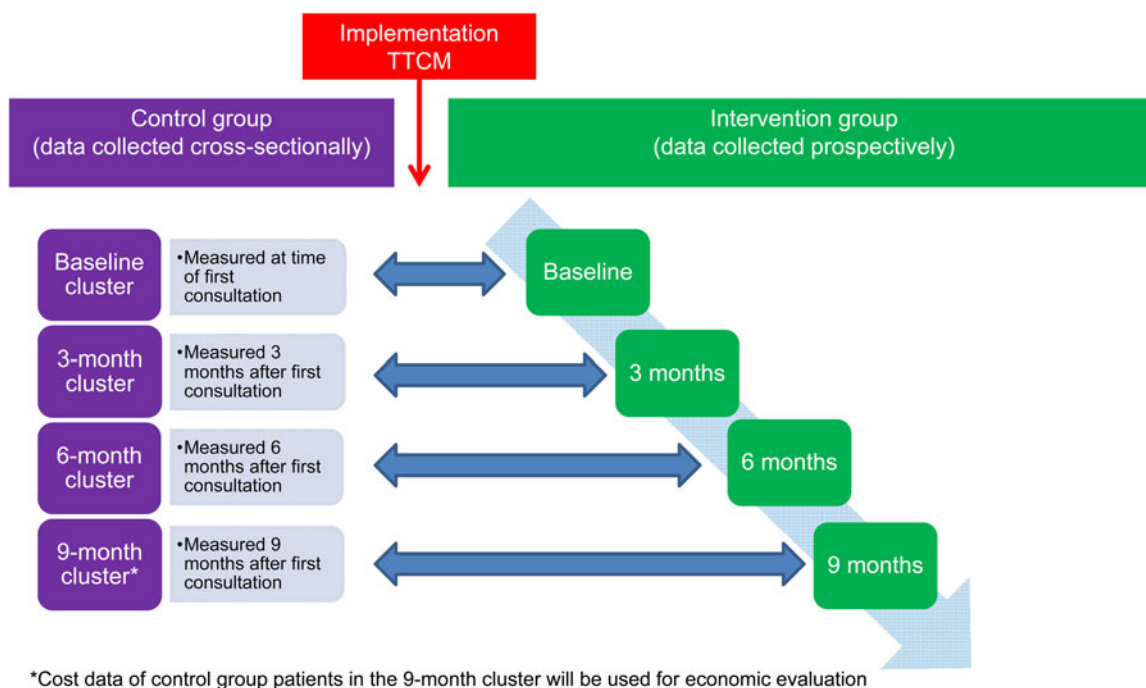 Implementation
TTCM
Control group
(data collected cross-sectionally)
Intervention group
(data collected prospectively)
Baseline
cluster
•Measured at time
of first
consultation
Baseline
3-month
cluster
•Measured 3
months after first
consultation
3 months
6-month
cluster
•Measured 6
months after first
consultation
6 months
9-month
cluster*
•Measured 9
months after first
consultation
9 months
*Cost data of control group patients in the 9-month cluster will be used for economic evaluation